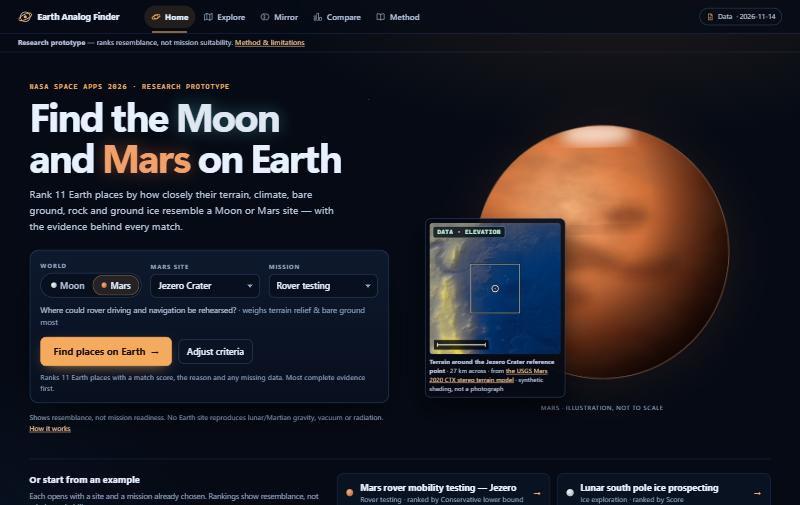 Earth Analog Finder
Home
Explore
Mirror
Compare
Method
Data · 2026-11-14
Research prototype — ranks resemblance, not mission suitability. Method & limitations
NASA SPACE APPS 2026 · RESEARCH PROTOTYPE
Find the Moon
and Mars on Earth
Rank 11 Earth places by how closely their terrain, climate, bare
ground, rock and ground ice resemble a Moon or Mars site — with
the evidence behind every match.
WORLD
MARS SITE
MISSION
Moon
Mars
Jezero Crater
Rover testing
Where could rover driving and navigation be rehearsed? · weighs terrain relief & bare ground
most
Find places on Earth →
Adjust criteria
Ranks 11 Earth places with a match score, the reason and any missing data. Most complete evidence
first.
Shows resemblance, not mission readiness. No Earth site reproduces lunar/Martian gravity, vacuum or radiation.
How it works
DATA · ELEVATION
Terrain around the Jezero Crater reference
point · 27 km across · from the USGS Mars
2020 CTX stereo terrain model · synthetic
shading, not a photograph
MARS · ILLUSTRATION, NOT TO SCALE
Or start from an example
Each opens with a site and a mission already chosen. Rankings show resemblance, not
Mars rover mobility testing — Jezero →
Rover testing · ranked by Conservative lower bound
Lunar south pole ice prospecting →
Ice exploration · ranked by Score